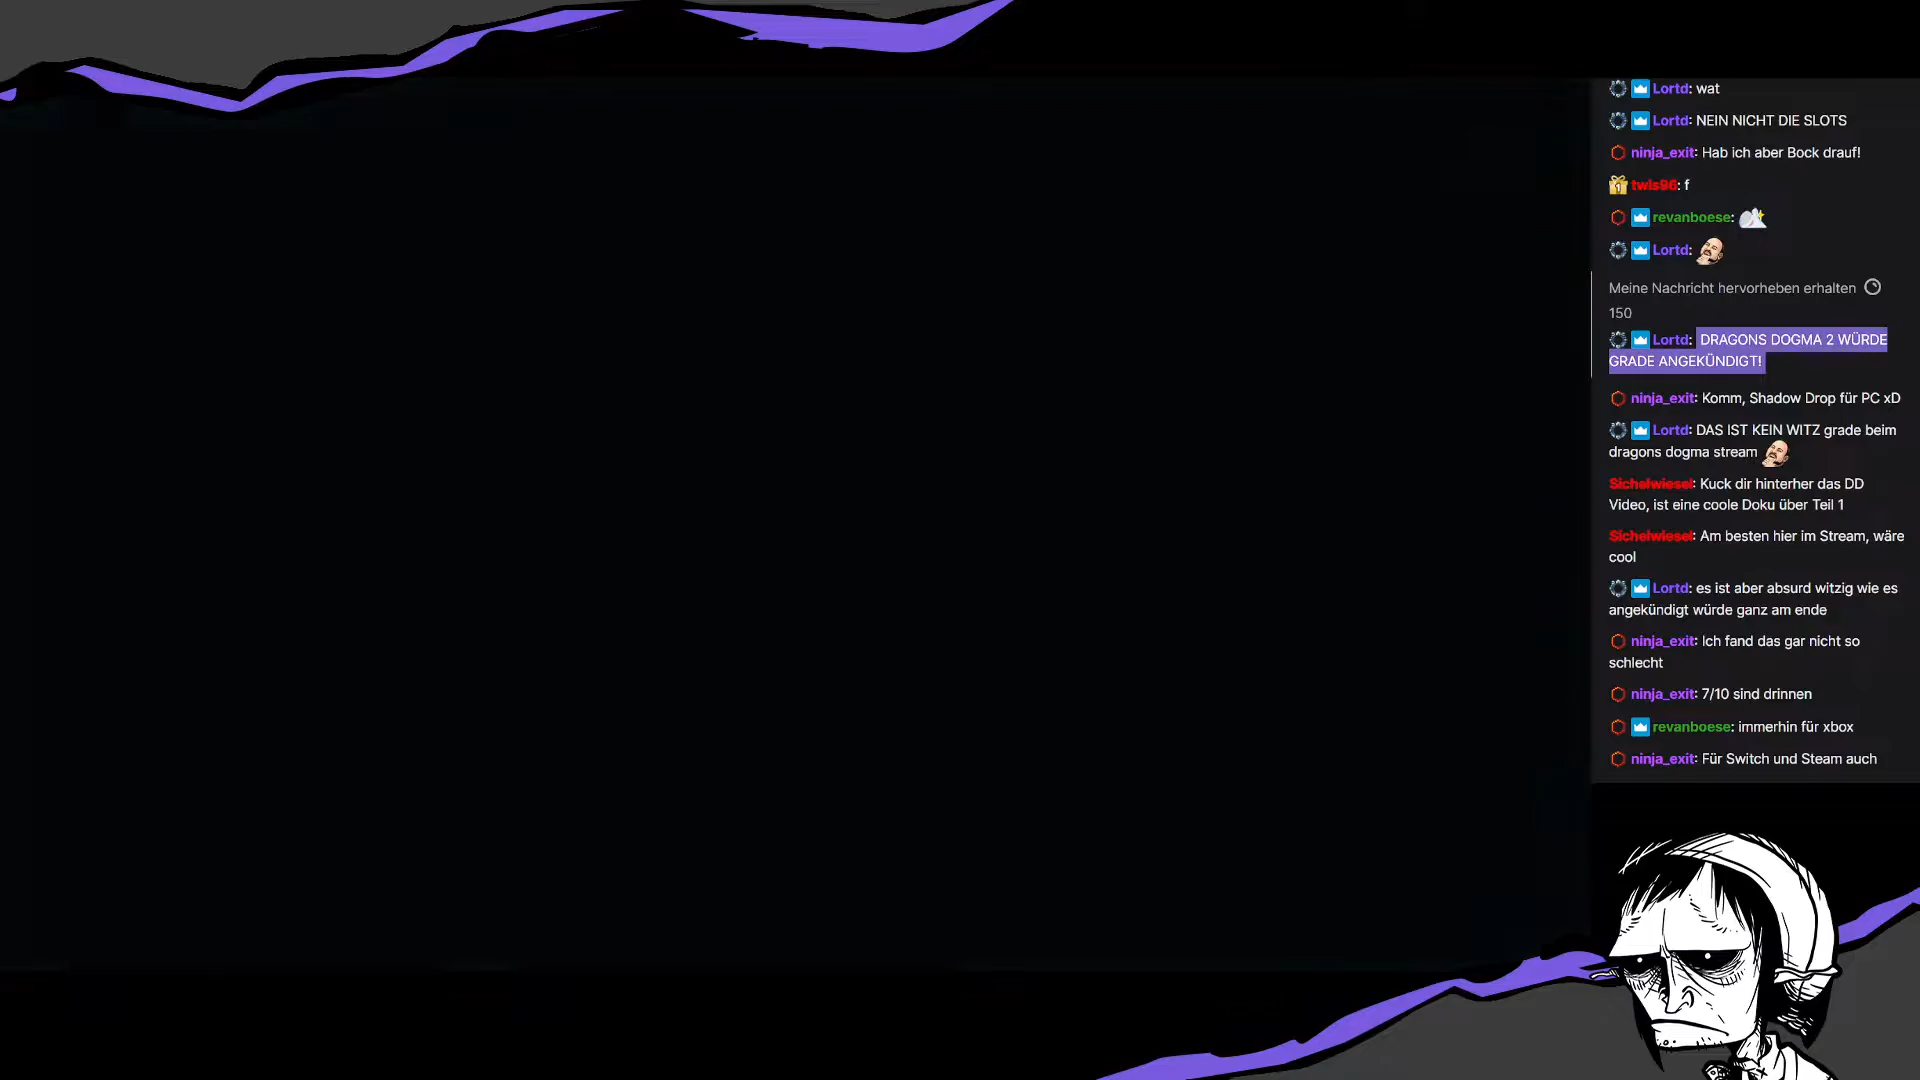 Lortd: wat
Lortd: NEIN NICHT DIE SLOTS
ninja_exit: Hab ich aber Bock drauf!
twls96: f
revanboese:
Lortd:
Meine Nachricht hervorheben erhalten
150
Lortd: DRAGONS DOGMA 2 WÜRDE
GRADE ANGEKÜNDIGT!
ninja_exit: Komm, Shadow Drop für PC xD
Lortd: DAS IST KEIN WITZ grade beim
dragons dogma stream
Sichelwiesel: Kuck dir hinterher das DD
Video, ist eine coole Doku über Teil 1
Sichelwiesel: Am besten hier im Stream, wäre
cool
Lortd: es ist aber absurd witzig wie es
angekündigt würde ganz am ende
ninja_exit: Ich fand das gar nicht so
schlecht
ninja_exit: 7/10 sind drinnen
revanboese: immerhin für xbox
ninja_exit: Für Switch und Steam auch